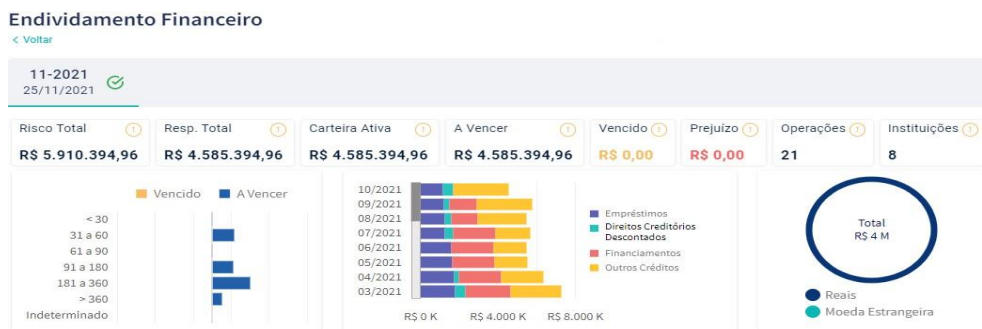 Endividamento Financeiro
< Voltar
11-2021
25/11/2021
Risco Total
R$ 5.910.394,96
Resp. Total
R$ 4.585.394,96
Carteira Ativa
R$ 4.585.394,96
A Vencer
R$ 4.585.394,96
Vencido
R$ 0,00
Prejuízo
R$ 0,00
Operações
21
Instituições
8
Vencido A Vencer
< 30
31 a 60
61 a 90
91 a 180
181 a 360
> 360
Indeterminado
10/2021
09/2021
08/2021
07/2021
06/2021
05/2021
04/2021
03/2021
R$ 0 K R$ 4.000 K R$ 8.000 K
Empréstimos
Direitos Creditórios
Descontados
Financiamentos
Outros Créditos
Total
R$ 4 M
Reais
Moeda Estrangeira